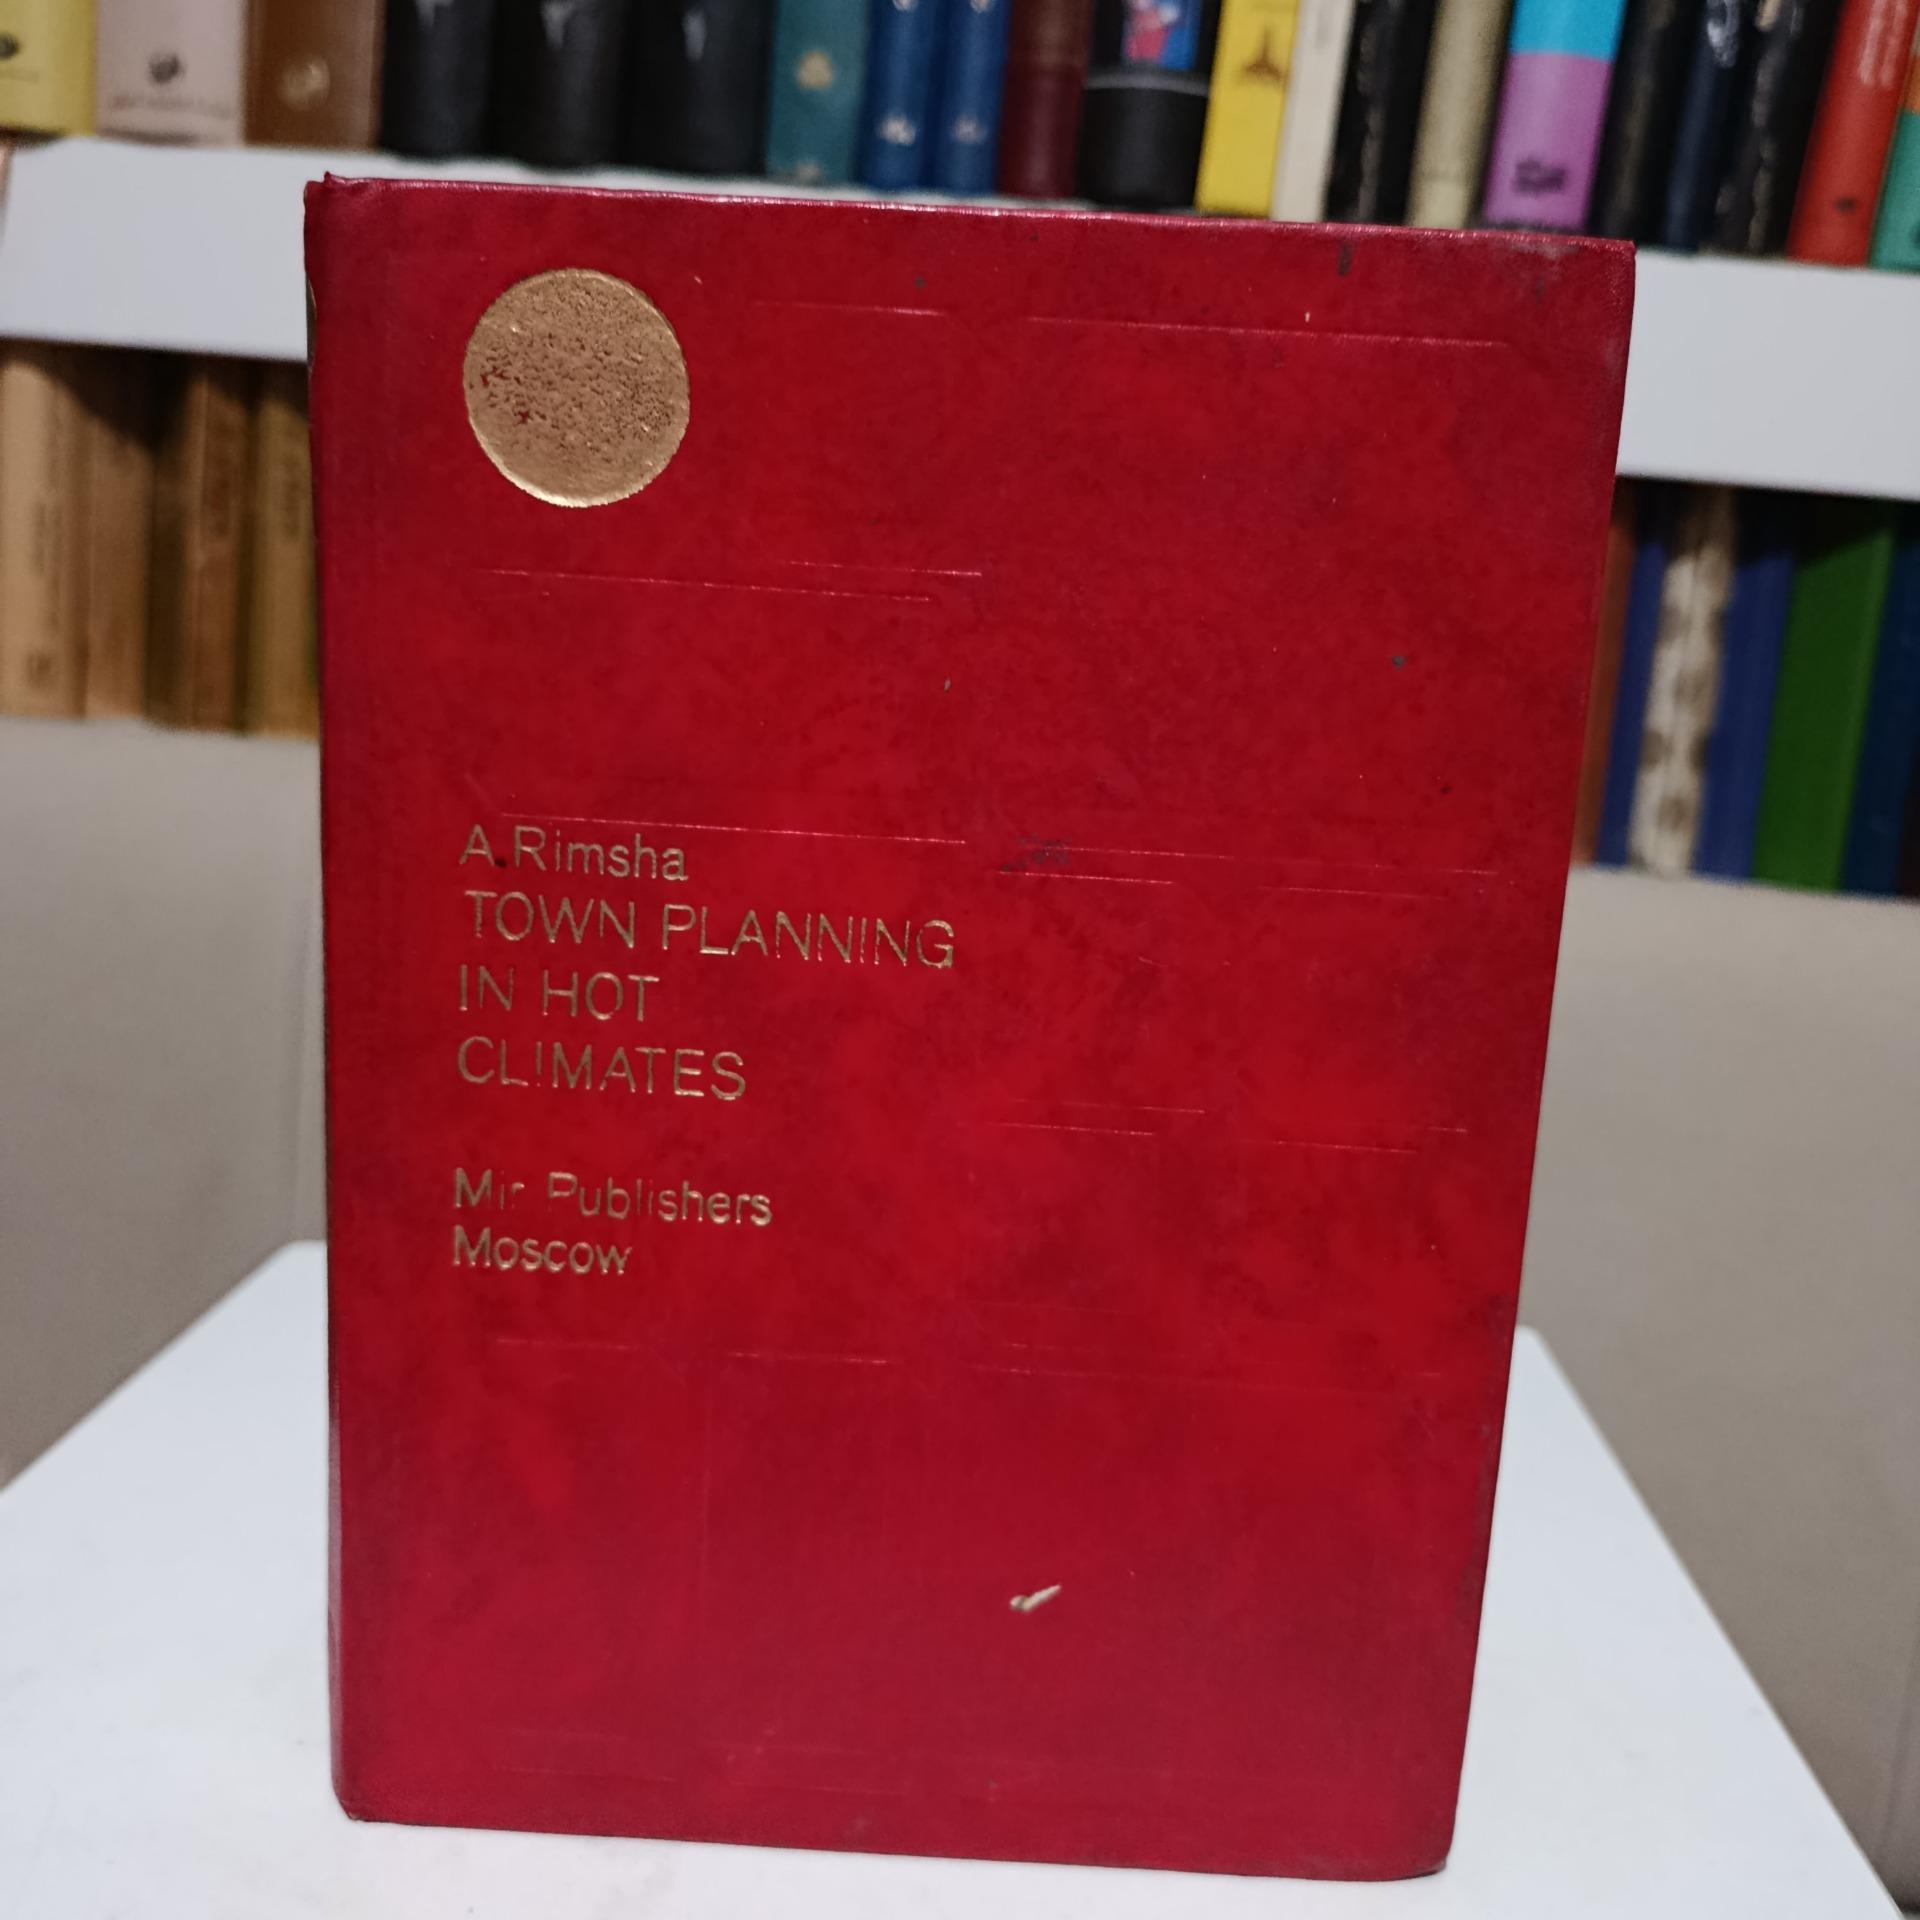 A.Rimsha
TOWN PLANNING
IN HOT
CLIMATES
Mir Publishers
Moscow